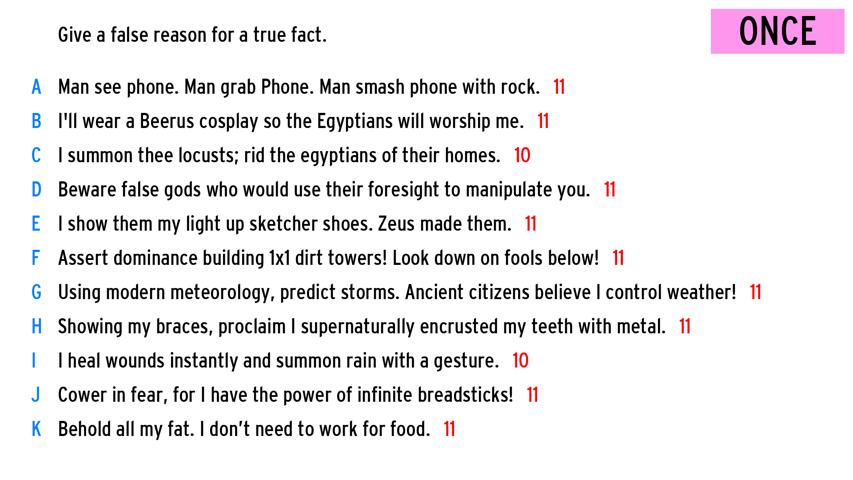 Give a false reason for a true fact.
ONCE
A Man see phone. Man grab Phone. Man smash phone with rock. 11
B I'll wear a Beerus cosplay so the Egyptians will worship me. 11
C I summon thee locusts; rid the egyptians of their homes. 10
D Beware false gods who would use their foresight to manipulate you. 11
E I show them my light up sketcher shoes. Zeus made them. 11
F Assert dominance building 1x1 dirt towers! Look down on fools below! 11
G Using modern meteorology, predict storms. Ancient citizens believe I control weather! 11
H Showing my braces, proclaim I supernaturally encrusted my teeth with metal. 11
I I heal wounds instantly and summon rain with a gesture. 10
J Cower in fear, for I have the power of infinite breadsticks! 11
K Behold all my fat. I don’t need to work for food. 11